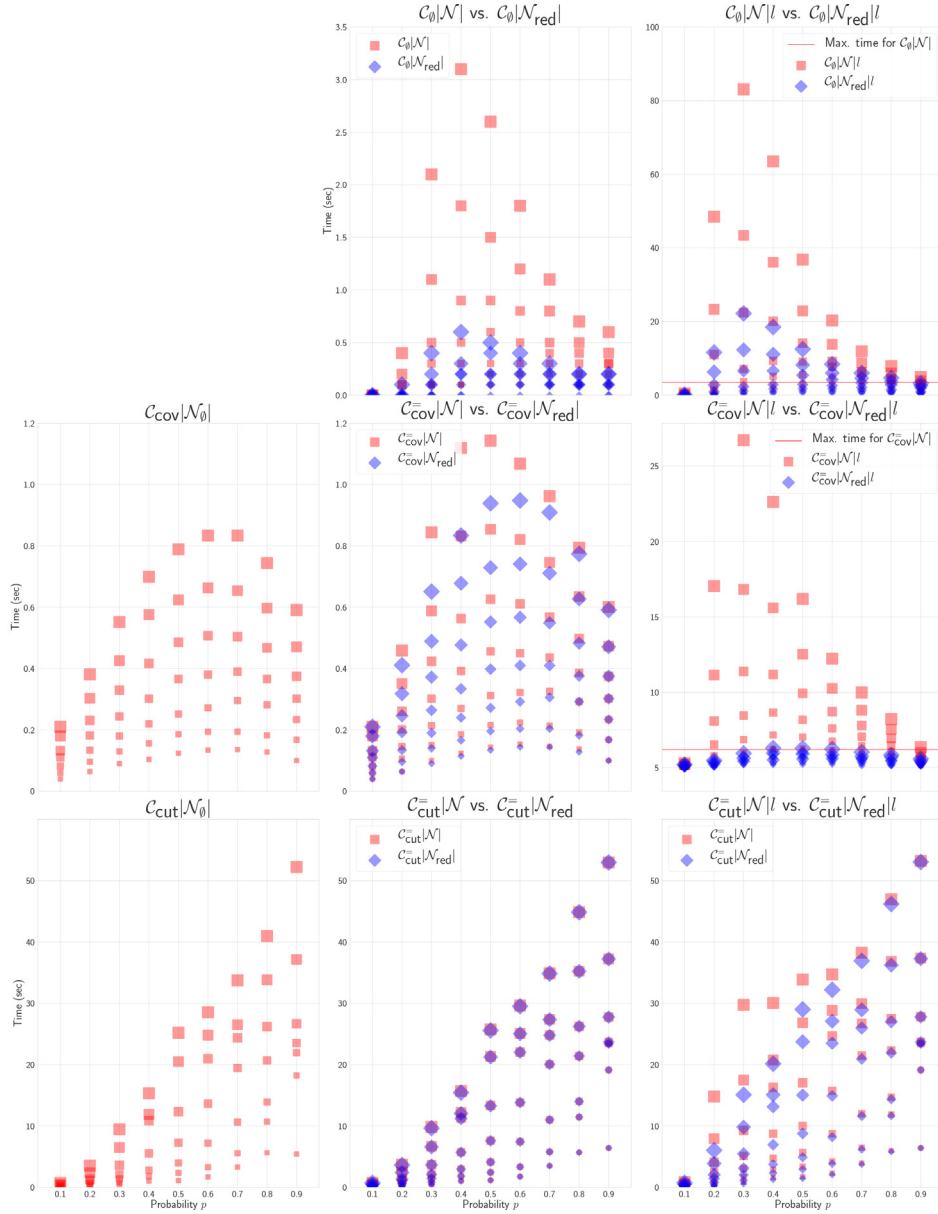 𝒞∅|𝒩| vs. 𝒞∅|𝒩red|
𝒞∅|𝒩|l vs. 𝒞∅|𝒩red|l
3.5
3.0
2.5
2.0
1.5
1.0
0.5
0.0
Time (sec)
𝒞∅|𝒩|
𝒞∅|𝒩red|
100
80
60
40
20
0
Max. time for 𝒞∅|𝒩|
𝒞∅|𝒩|l
𝒞∅|𝒩red|l
𝒞cov|𝒩∅|
𝒞=cov|𝒩| vs. 𝒞=cov|𝒩red|
𝒞=cov|𝒩|l vs. 𝒞=cov|𝒩red|l
1.2
1.0
0.8
0.6
0.4
0.2
0
Time (sec)
1.2
1.0
0.8
0.6
0.4
0.2
0
𝒞=cov|𝒩|
𝒞=cov|𝒩red|
25
20
15
10
5
Max. time for 𝒞=cov|𝒩|
𝒞=cov|𝒩|l
𝒞=cov|𝒩red|l
𝒞cut|𝒩∅|
𝒞=cut|𝒩 vs. 𝒞=cut|𝒩red
𝒞=cut|𝒩|l vs. 𝒞=cut|𝒩red|l
50
40
30
20
10
0
Time (sec)
50
40
30
20
10
0
𝒞=cut|𝒩|
𝒞=cut|𝒩red|
50
40
30
20
10
0
𝒞=cut|𝒩|
𝒞=cut|𝒩red|
0.1 0.2 0.3 0.4 0.5 0.6 0.7 0.8 0.9
0.1 0.2 0.3 0.4 0.5 0.6 0.7 0.8 0.9
0.1 0.2 0.3 0.4 0.5 0.6 0.7 0.8 0.9
Probability p
Probability p
Probability p